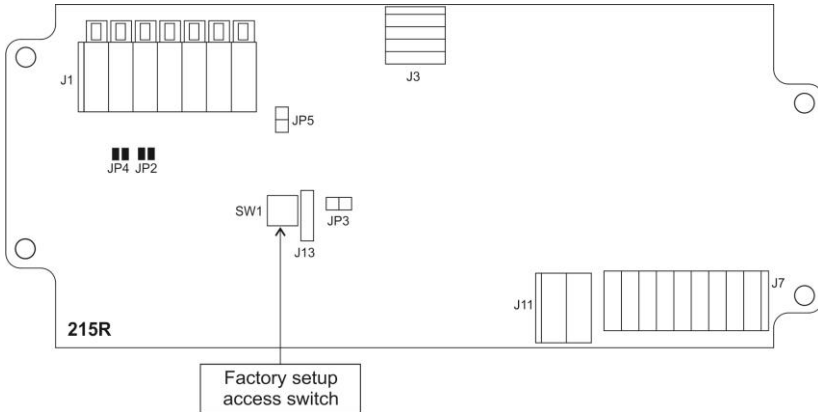 J1
J3
JP5
JP4 JP2
SW1
JP3
J13
J7
J11
215R
Factory setup
access switch